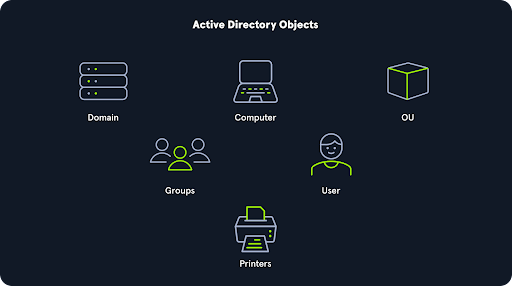 Active Directory Objects
Domain
Computer
OU
Groups
User
Printers